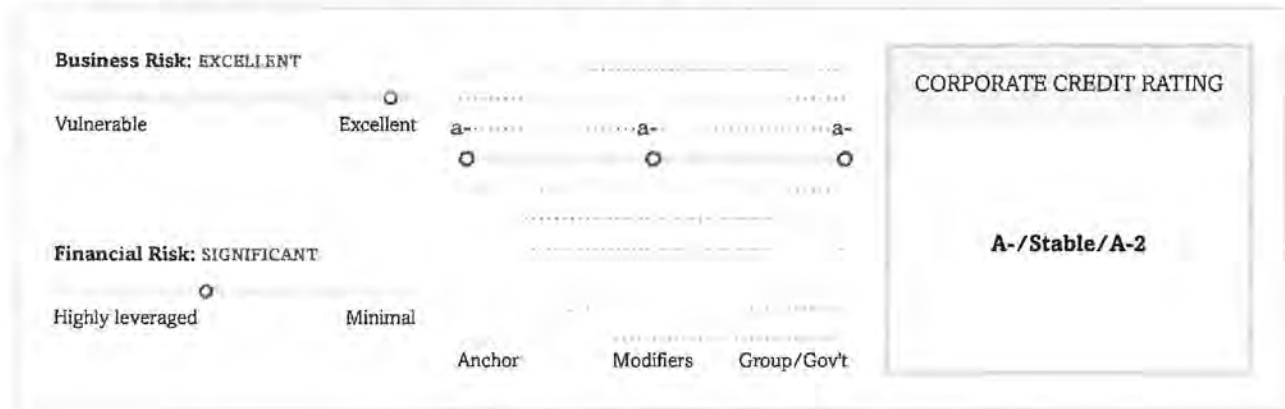 Business Risk: EXCELLENT
Vulnerable
Excellent
Financial Risk: SIGNIFICANT
Highly leveraged
Minimal
a-
a-
a-
Anchor
Modifiers
Group/Gov't
CORPORATE CREDIT RATING
A-/Stable/A-2